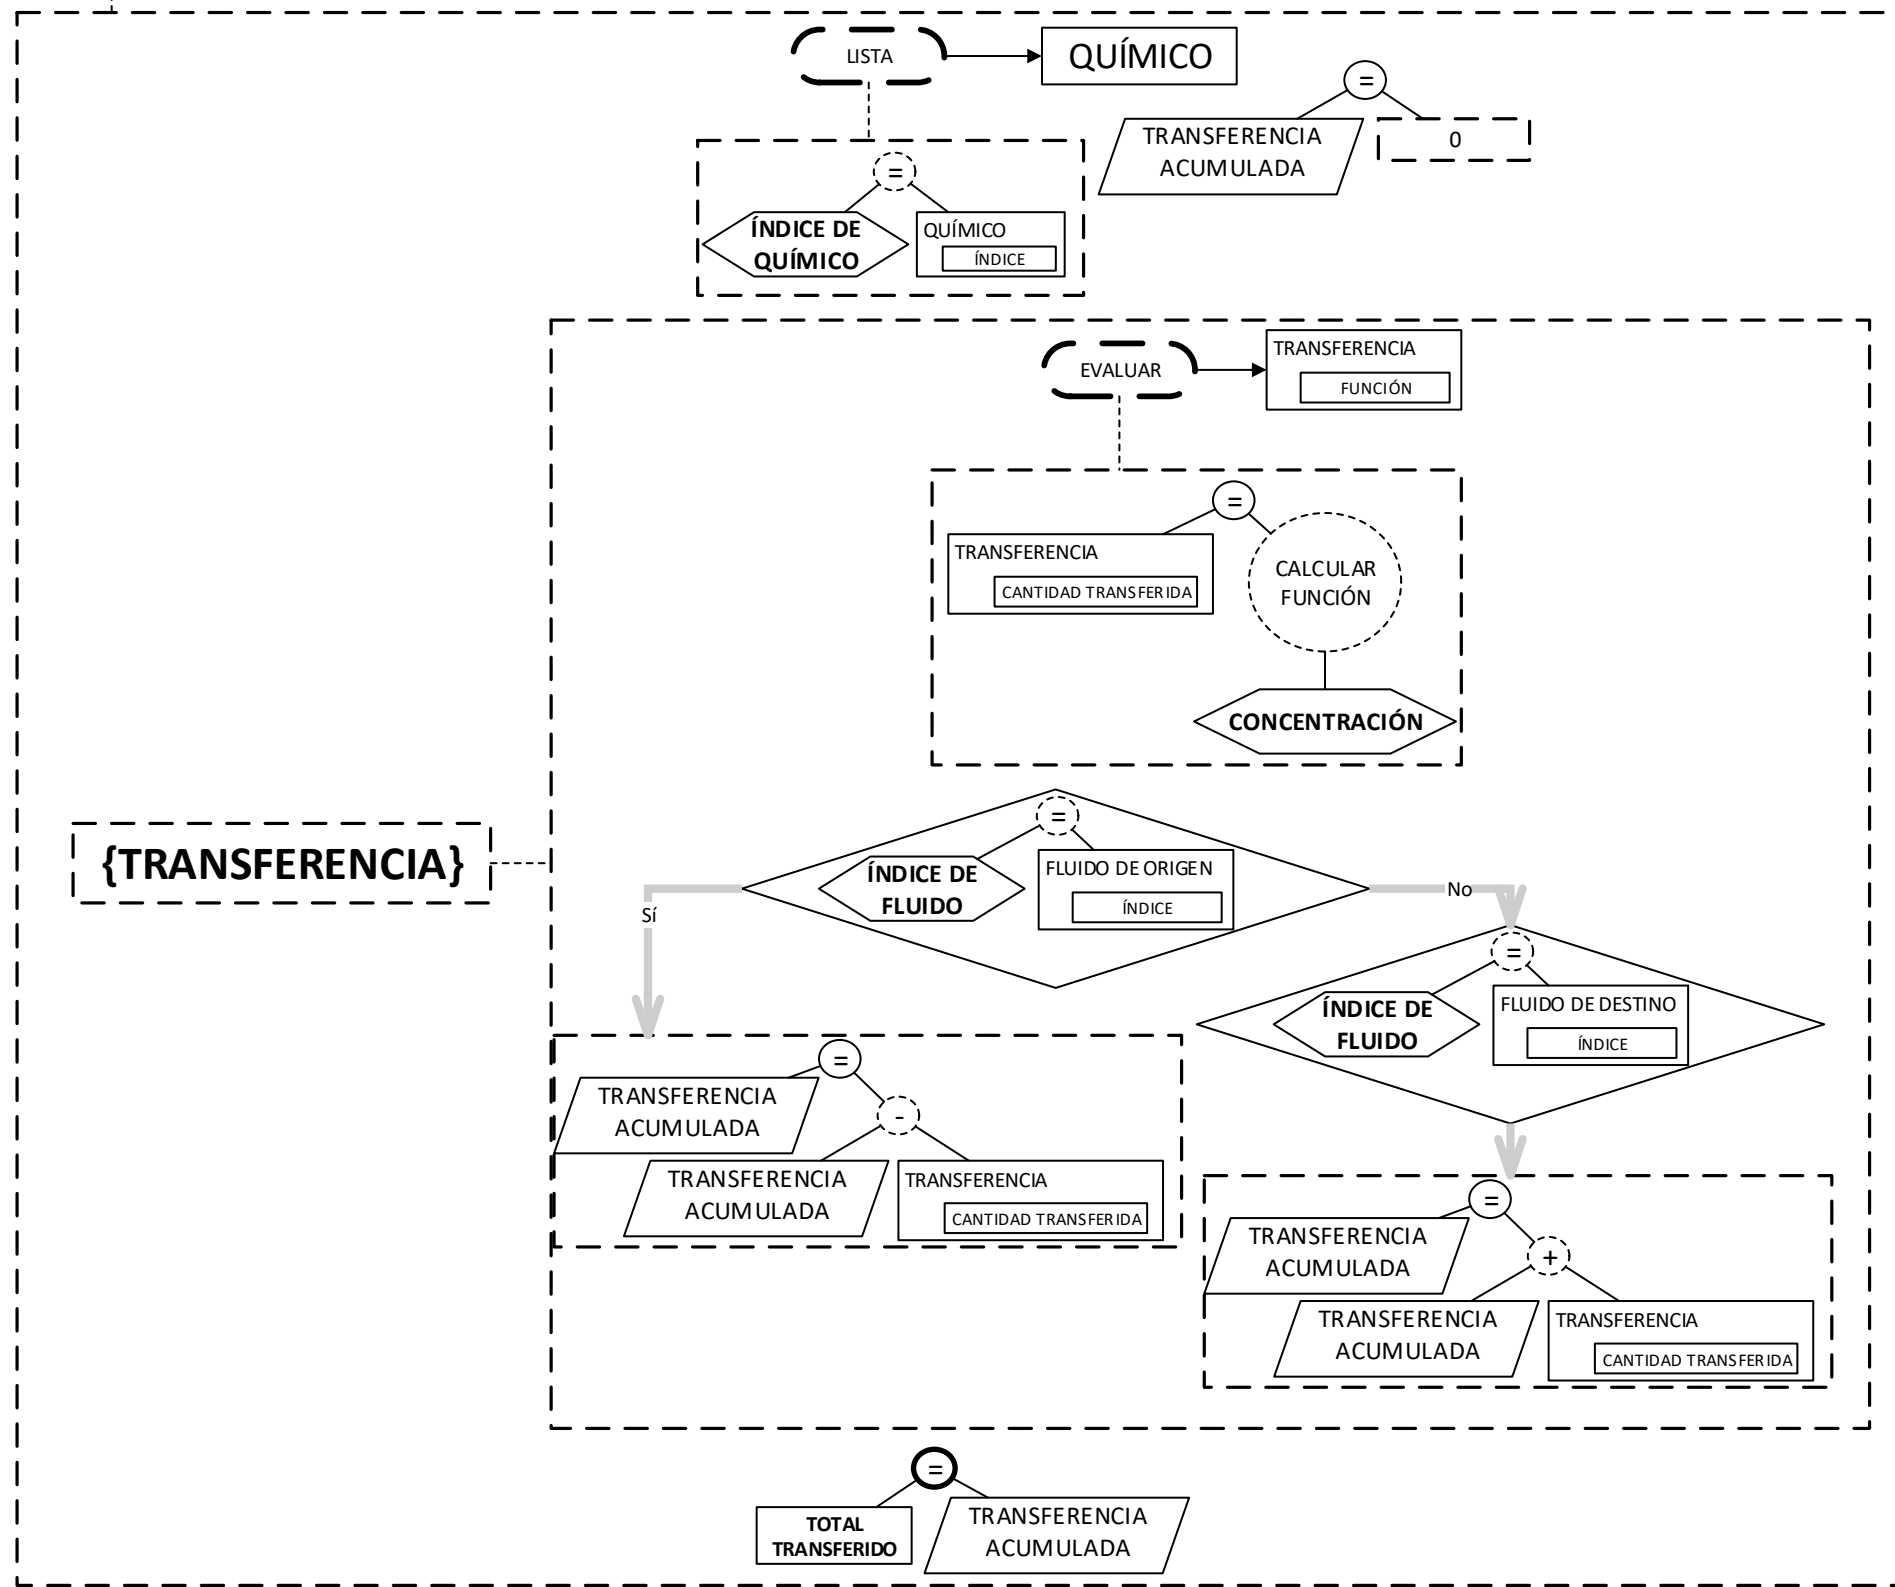 LISTA
QUÍMICO
=
TRANSFERENCIA
ACUMULADA
0
=
ÍNDICE DE
QUÍMICO
QUÍMICO
ÍNDICE
EVALUAR
TRANSFERENCIA
FUNCIÓN
=
TRANSFERENCIA
CANTIDAD TRANSFERIDA
CALCULAR
FUNCIÓN
CONCENTRACIÓN
{TRANSFERENCIA}
=
ÍNDICE DE
FLUIDO
FLUIDO DE ORIGEN
ÍNDICE
Sí
No
=
ÍNDICE DE
FLUIDO
FLUIDO DE DESTINO
ÍNDICE
=
TRANSFERENCIA
ACUMULADA
-
TRANSFERENCIA
ACUMULADA
TRANSFERENCIA
CANTIDAD TRANSFERIDA
=
TRANSFERENCIA
ACUMULADA
+
TRANSFERENCIA
ACUMULADA
TRANSFERENCIA
CANTIDAD TRANSFERIDA
=
TOTAL
TRANSFERIDO
TRANSFERENCIA
ACUMULADA